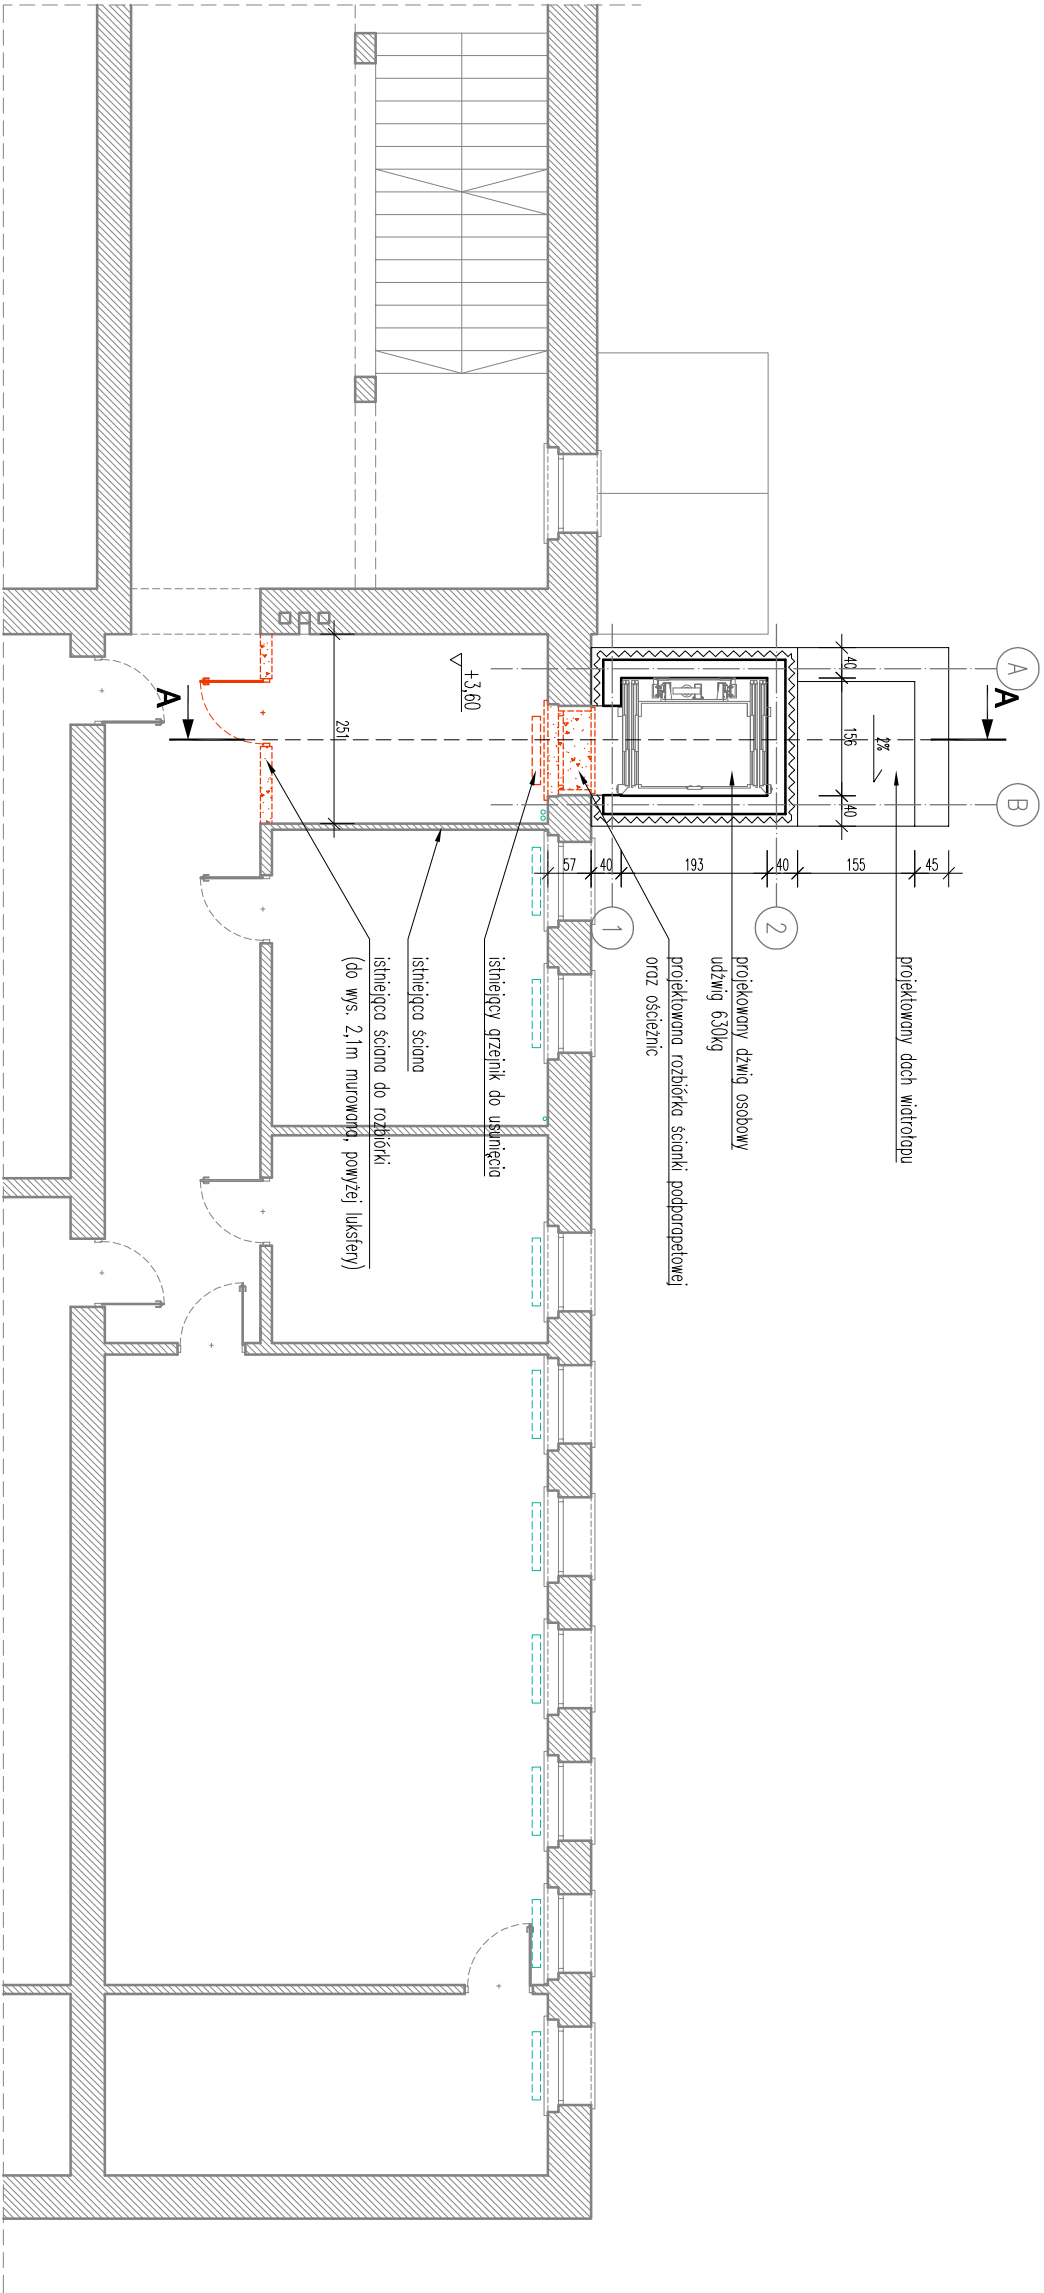 projektowany dach wiatrołapu
projekowany dźwig osobowy
udźwig 630kg
projektowana rozbiórka ścianki podparapetowej
oraz ościeżnic
istniejący grzejnik do usunięcia
istniejąca ściana
istniejąca ściana do rozbiórki
(do wys. 2,1m murowana, powyżej luksfery)
A
A
A
B
1
2
40
156
40
2%
57
40
193
40
155
45
+3,60
251